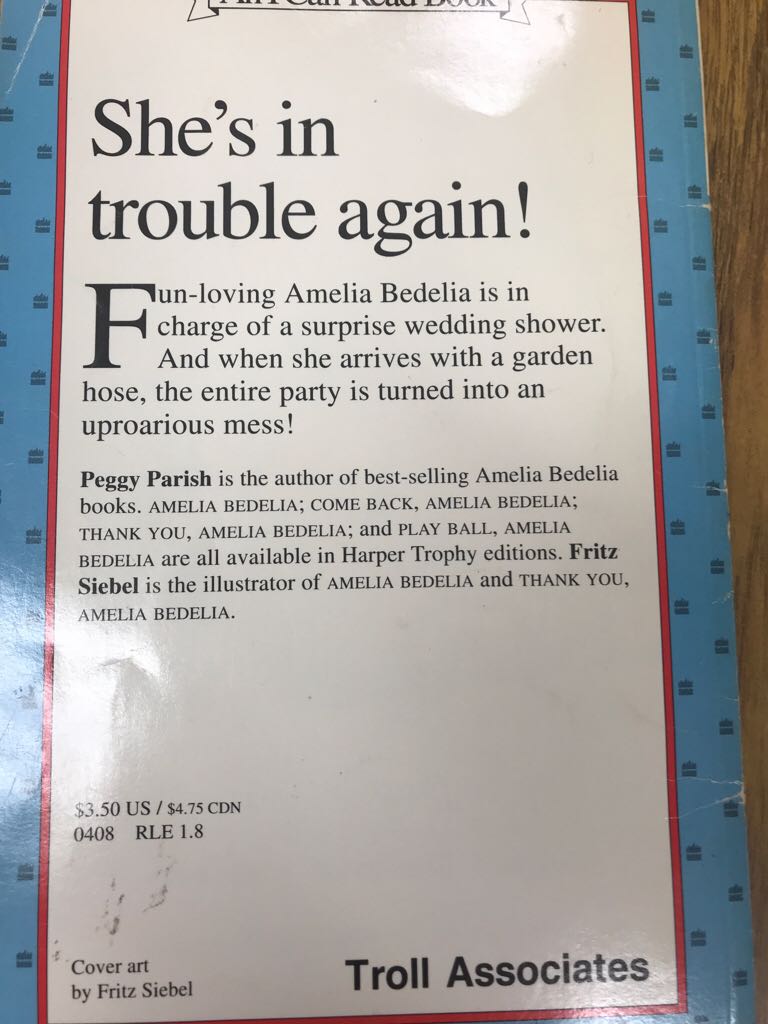 An I Can Read Book
She's in
trouble again!
Fun-loving Amelia Bedelia is in
charge of a surprise wedding shower.
And when she arrives with a garden
hose, the entire party is turned into an
uproarious mess!
Peggy Parish is the author of best-selling Amelia Bedelia
books. AMELIA BEDELIA; COME BACK, AMELIA BEDELIA;
THANK YOU, AMELIA BEDELIA; and PLAY BALL, AMELIA
BEDELIA are all available in Harper Trophy editions. Fritz
Siebel is the illustrator of AMELIA BEDELIA and THANK YOU,
AMELIA BEDELIA.
$3.50 US / $4.75 CDN
0408 RLE 1.8
Cover art
by Fritz Siebel
Troll Associates